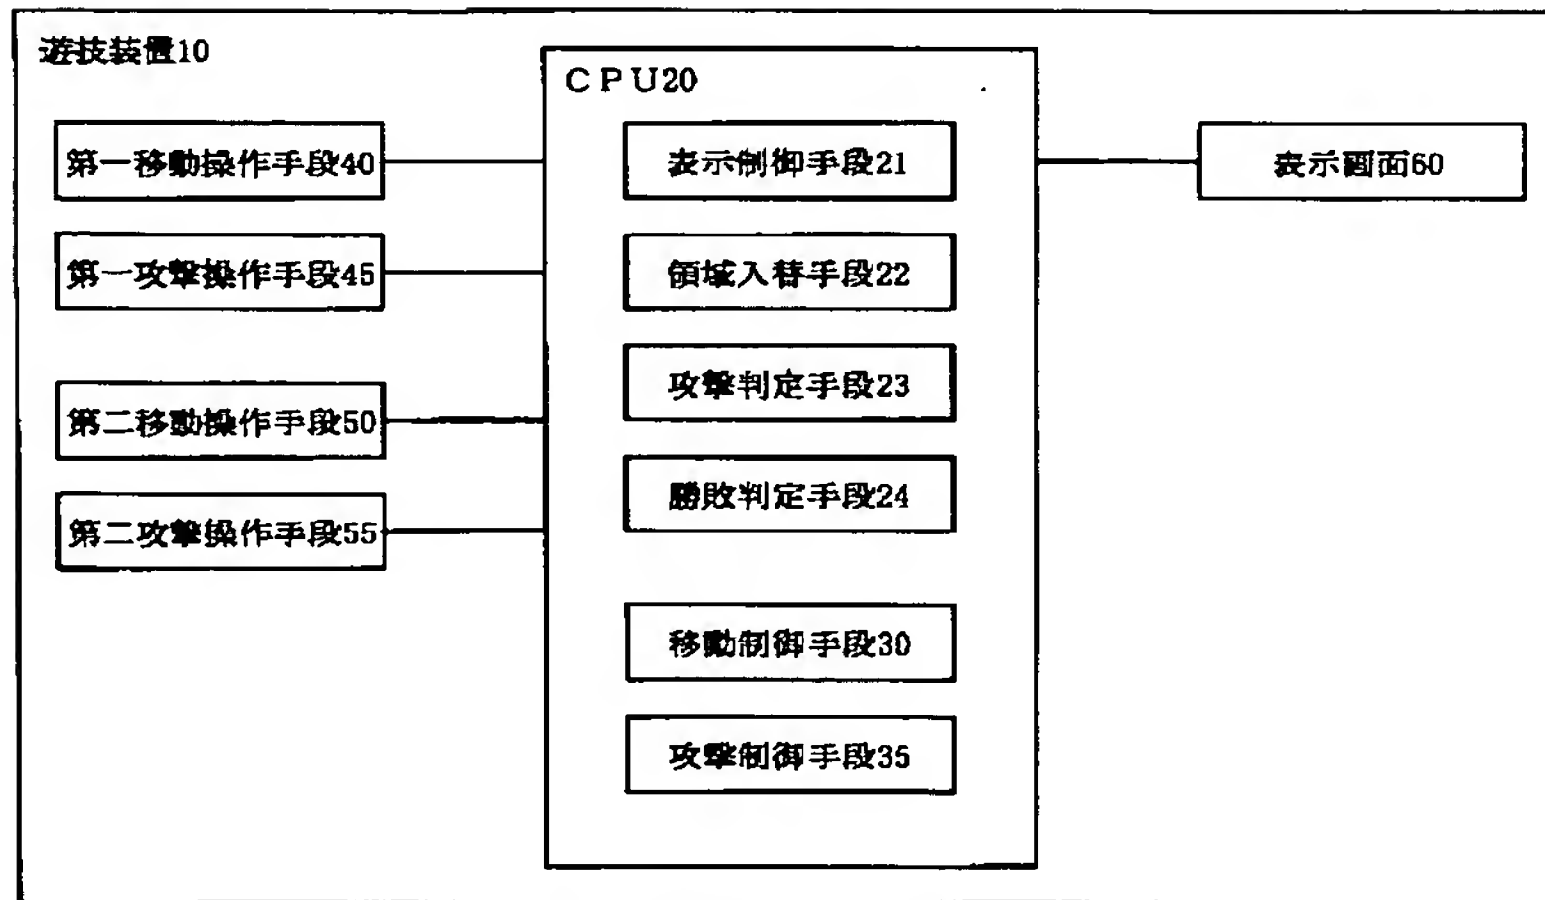 遊技装置10
CPU20
第一移動操作手段40
第一攻撃操作手段45
第二移動操作手段50
第二攻撃操作手段55
表示制御手段21
領域入替手段22
攻撃判定手段23
勝敗判定手段24
移動制御手段30
攻撃制御手段35
表示画面60